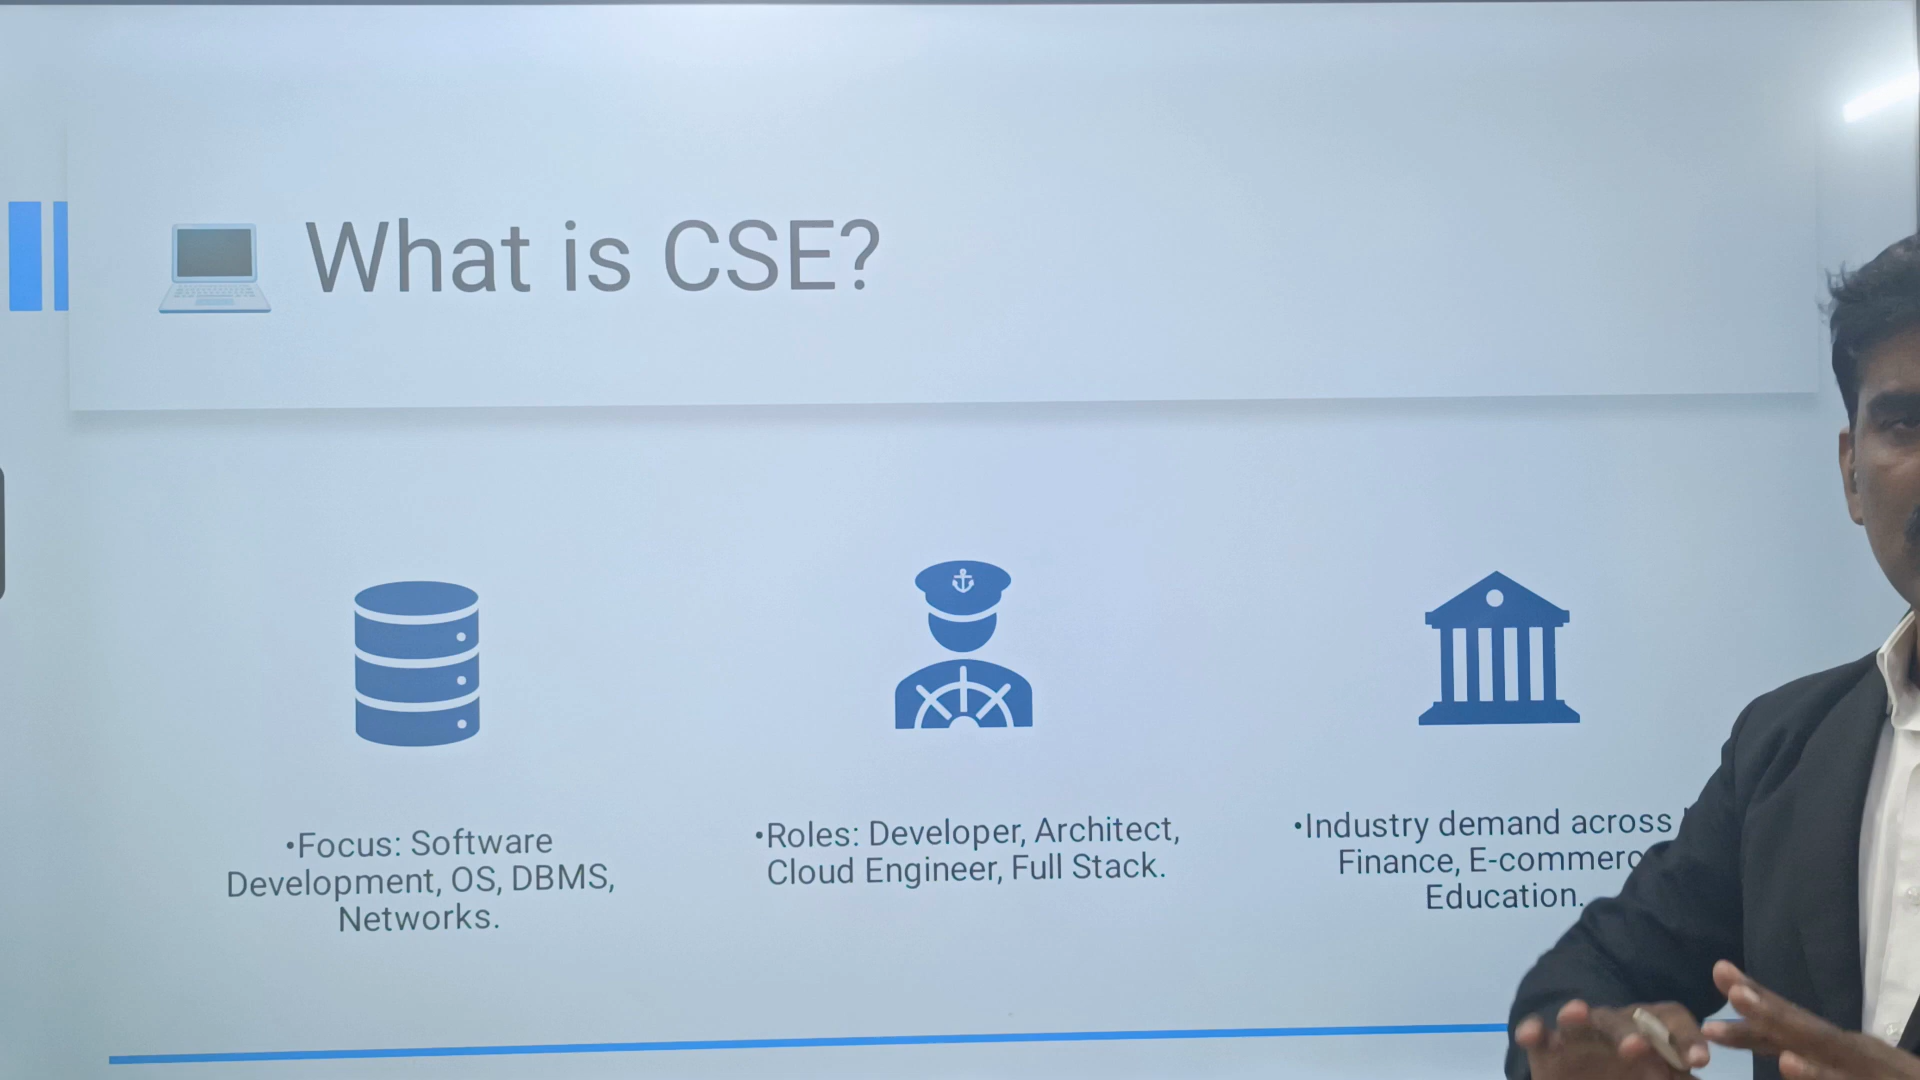 What is CSE?
•Focus: Software
Development, OS, DBMS,
Networks.
•Roles: Developer, Architect,
Cloud Engineer, Full Stack.
•Industry demand across
Finance,
Education.